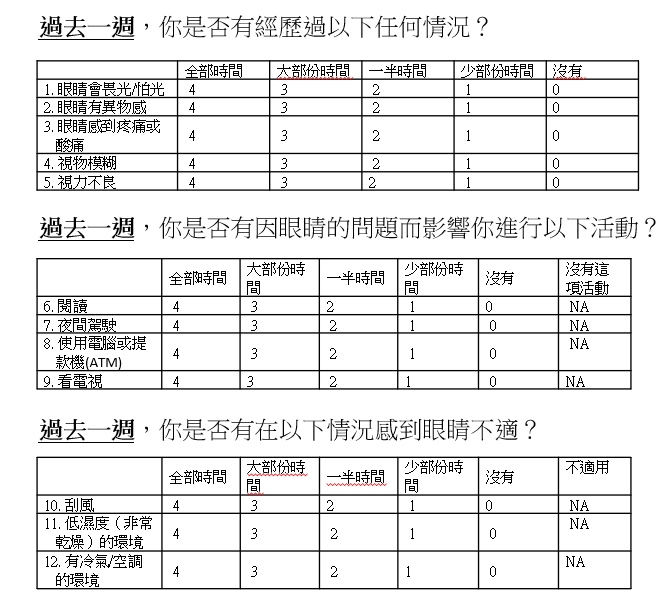 過去一週，你是否有經歷過以下任何情況？
全部時間 大部份時間 一半時間 少部份時間 沒有
1. 眼睛會畏光/怕光 4 3 2 1 0
2. 眼睛有異物感 4 3 2 1 0
3. 眼睛感到疼痛或
酸痛 4 3 2 1 0
4. 視物模糊 4 3 2 1 0
5. 視力不良 4 3 2 1 0
過去一週，你是否有因眼睛的問題而影響你進行以下活動？
全部時間 大部份時
間 一半時間 少部份時
間 沒有 沒有這
項活動
6. 閱讀 4 3 2 1 0 NA
7. 夜間駕駛 4 3 2 1 0 NA
8. 使用電腦或提
款機(ATM) 4 3 2 1 0 NA
9. 看電視 4 3 2 1 0 NA
過去一週，你是否有在以下情況感到眼睛不適？
全部時間 大部份時
間 一半時間 少部份時
間 沒有 不適用
10. 刮風 4 3 2 1 0 NA
11. 低濕度（非常
乾燥）的環境 4 3 2 1 0 NA
12. 有冷氣/空調
的環境 4 3 2 1 0 NA